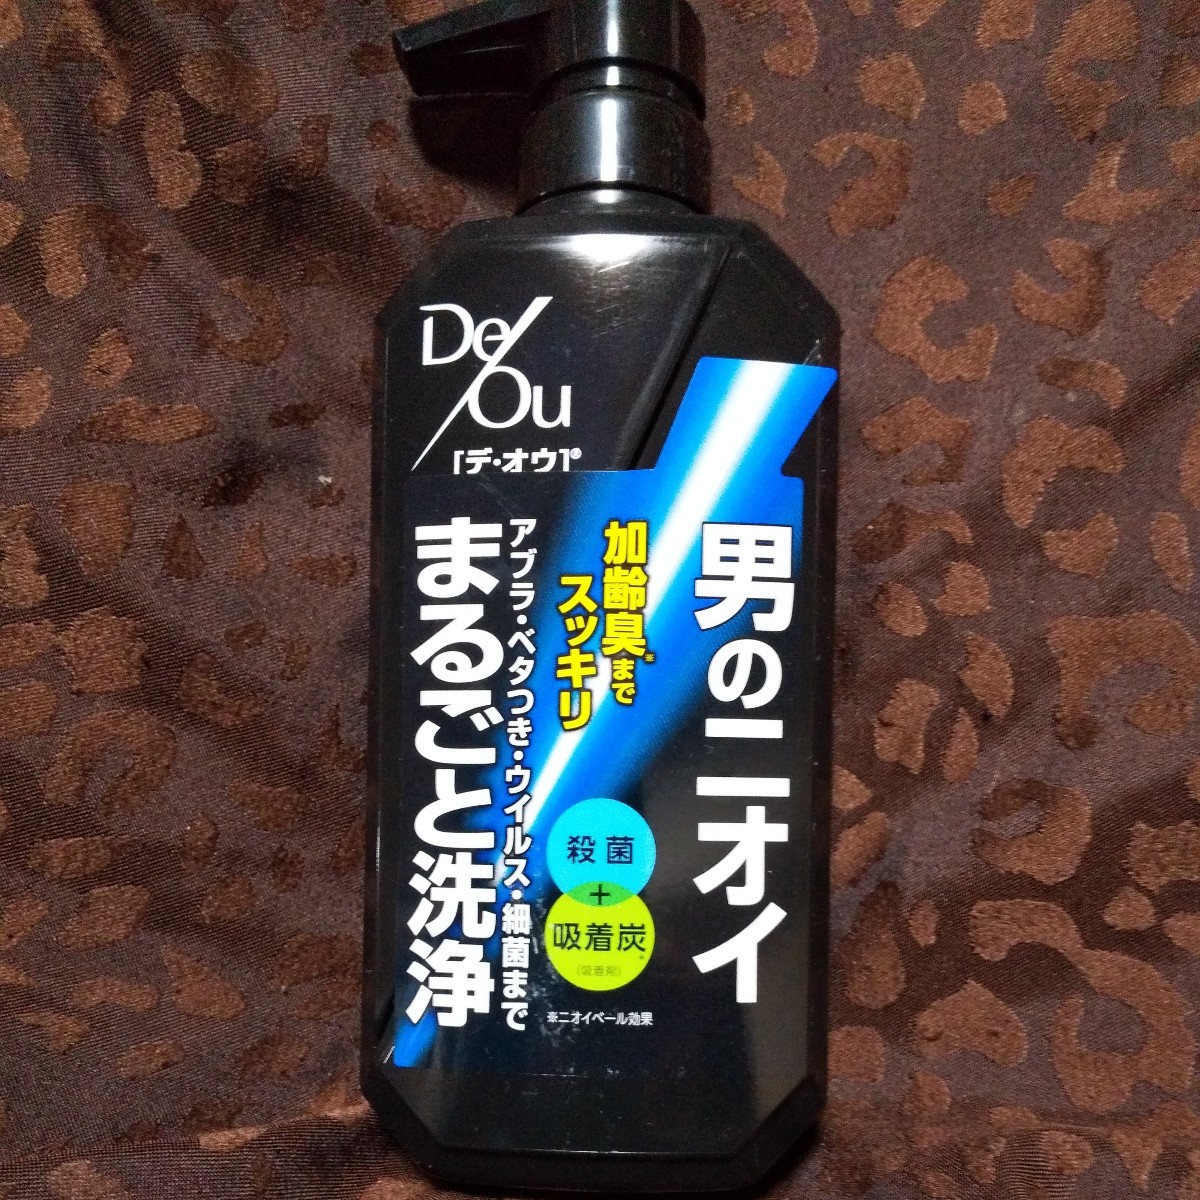 De/Ou
[デ・オウ]®
男のニオイ
加齢臭※まで
スッキリ
アブラ・ベタつき・ウイルス・細菌まで
まるごと洗浄
殺菌
+
吸着炭※
(吸着剤)
※ニオイベール効果